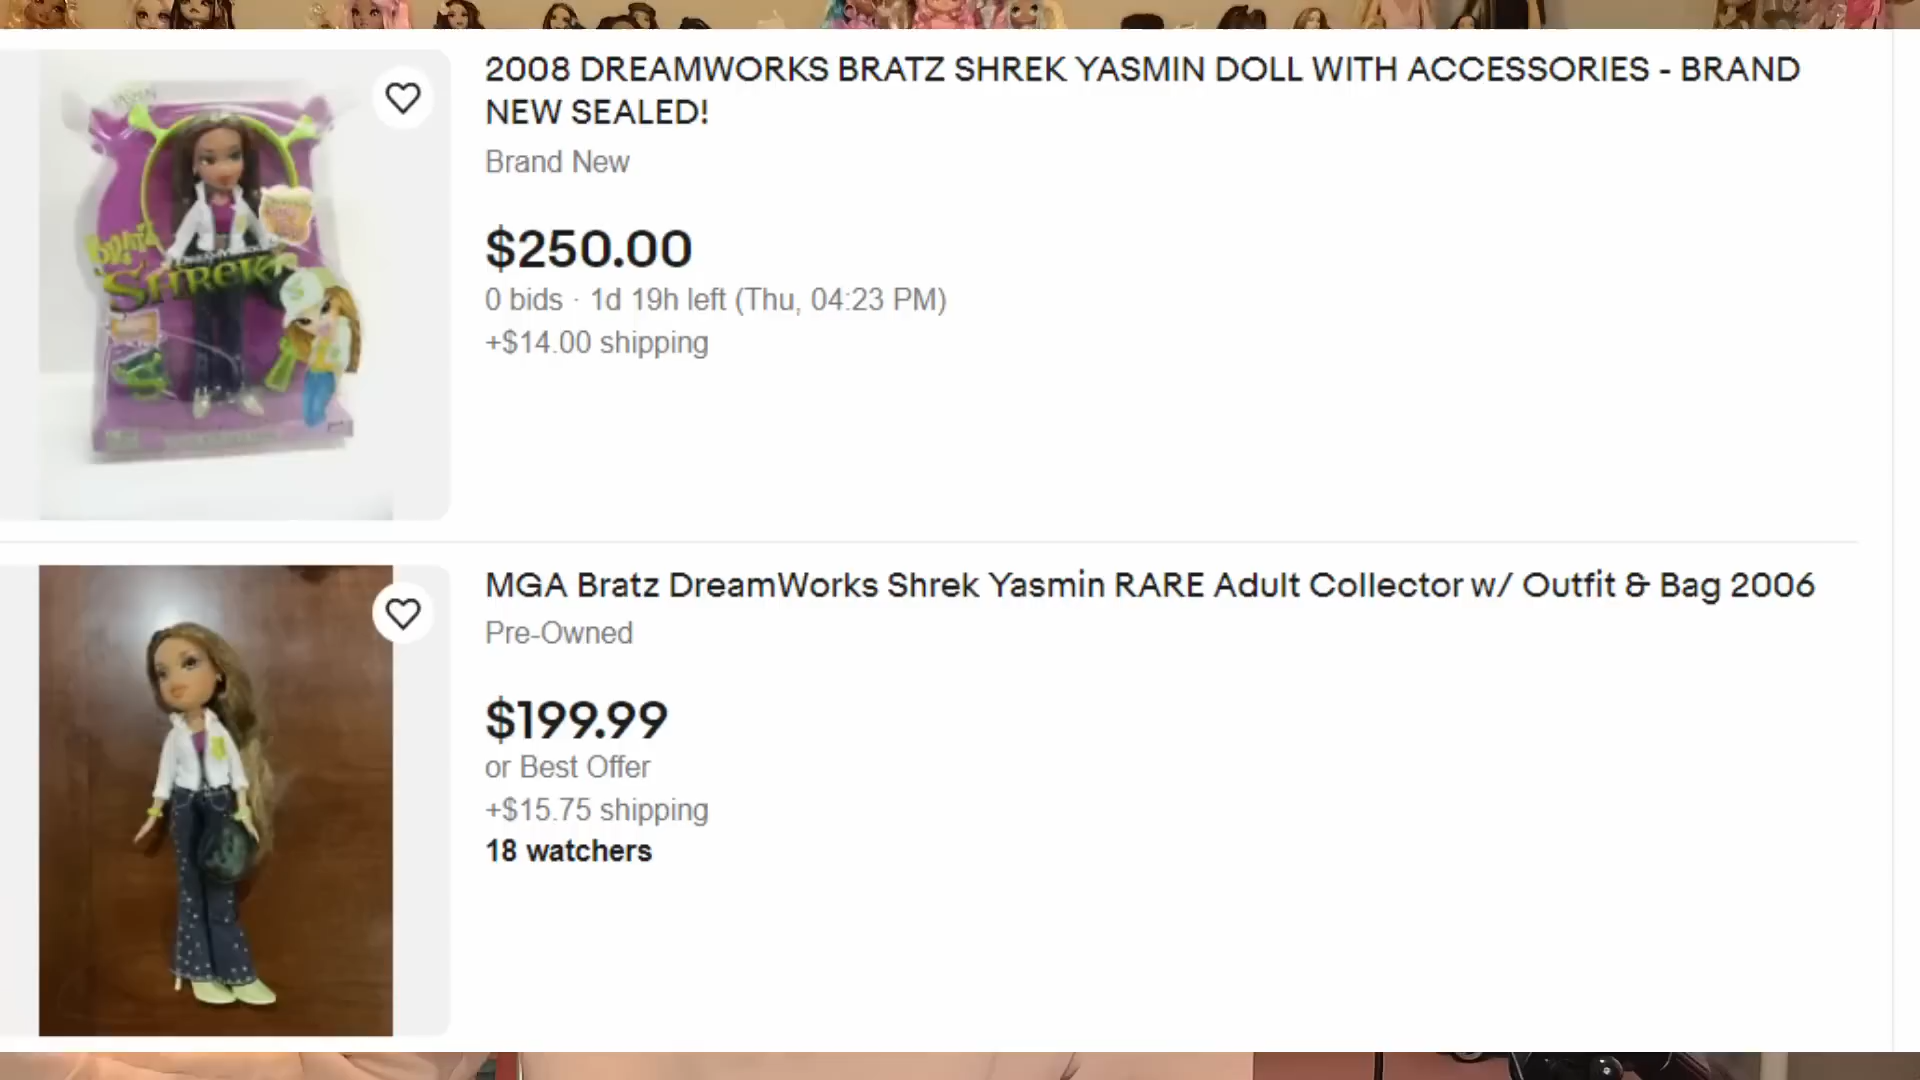 2008 DREAMWORKS BRATZ SHREK YASMIN DOLL WITH ACCESSORIES - BRAND
NEW SEALED!
Brand New
$250.00
0 bids · 1d 19h left (Thu, 04:23 PM)
+$14.00 shipping
BRATZ
SHREK
MGA Bratz DreamWorks Shrek Yasmin RARE Adult Collector w/ Outfit & Bag 2006
Pre-Owned
$199.99
or Best Offer
+$15.75 shipping
18 watchers